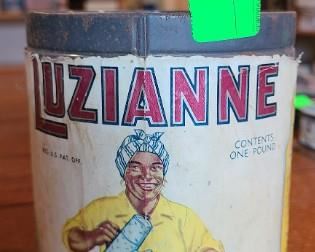 LUZIANNE
REG. U.S. PAT. OFF.
CONTENTS
ONE POUND